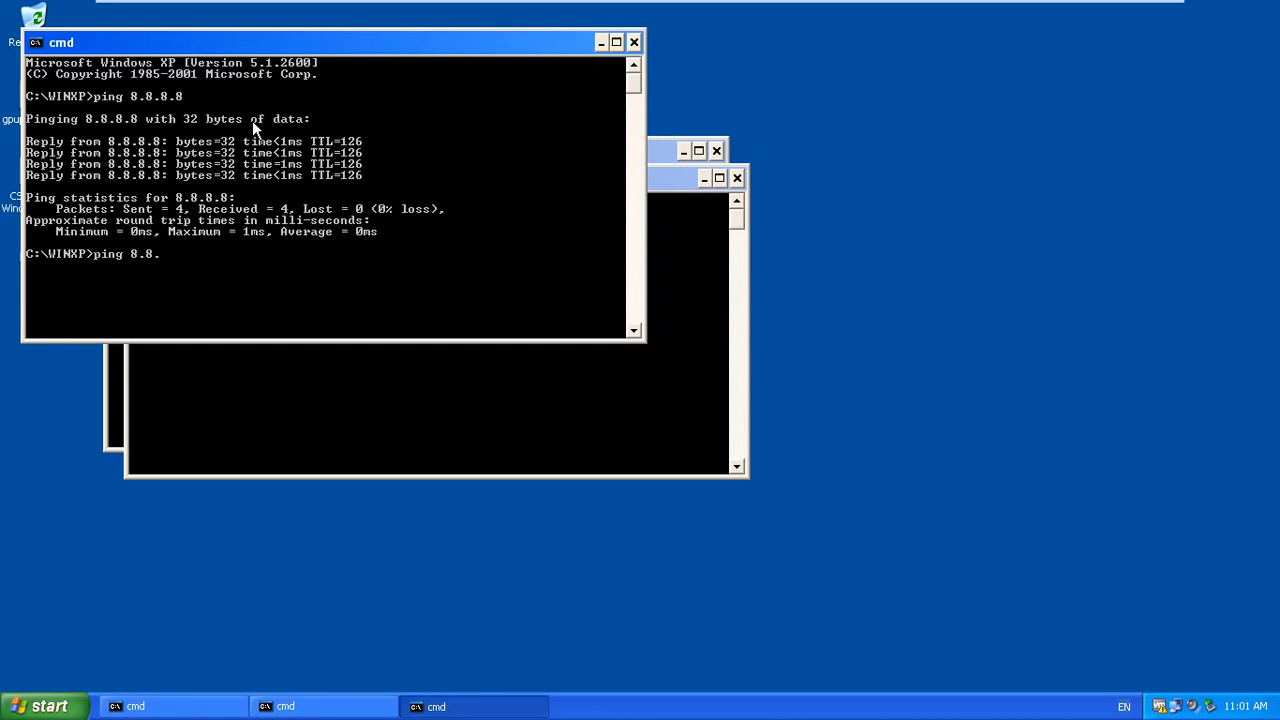 Re
cmd
Microsoft Windows XP [Version 5.1.2600]
(C) Copyright 1985-2001 Microsoft Corp.
C:\WINXP>ping 8.8.8.8
gpup
Pinging 8.8.8.8 with 32 bytes of data:
Reply from 8.8.8.8: bytes=32 time<1ms TTL=126
Reply from 8.8.8.8: bytes=32 time<1ms TTL=126
Reply from 8.8.8.8: bytes=32 time=1ms TTL=126
Reply from 8.8.8.8: bytes=32 time<1ms TTL=126
CS
Wind
Ping statistics for 8.8.8.8:
Packets: Sent = 4, Received = 4, Lost = 0 (0% loss),
Approximate round trip times in milli-seconds:
Minimum = 0ms, Maximum = 1ms, Average = 0ms
C:\WINXP>ping 8.8.
start
cmd
cmd
cmd
EN
11:01 AM